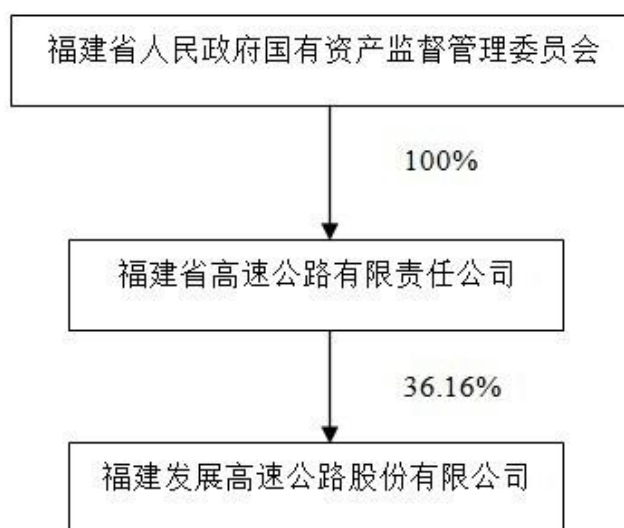 福建省人民政府国有资产监督管理委员会
100%
福建省高速公路有限责任公司
36.16%
福建发展高速公路股份有限公司